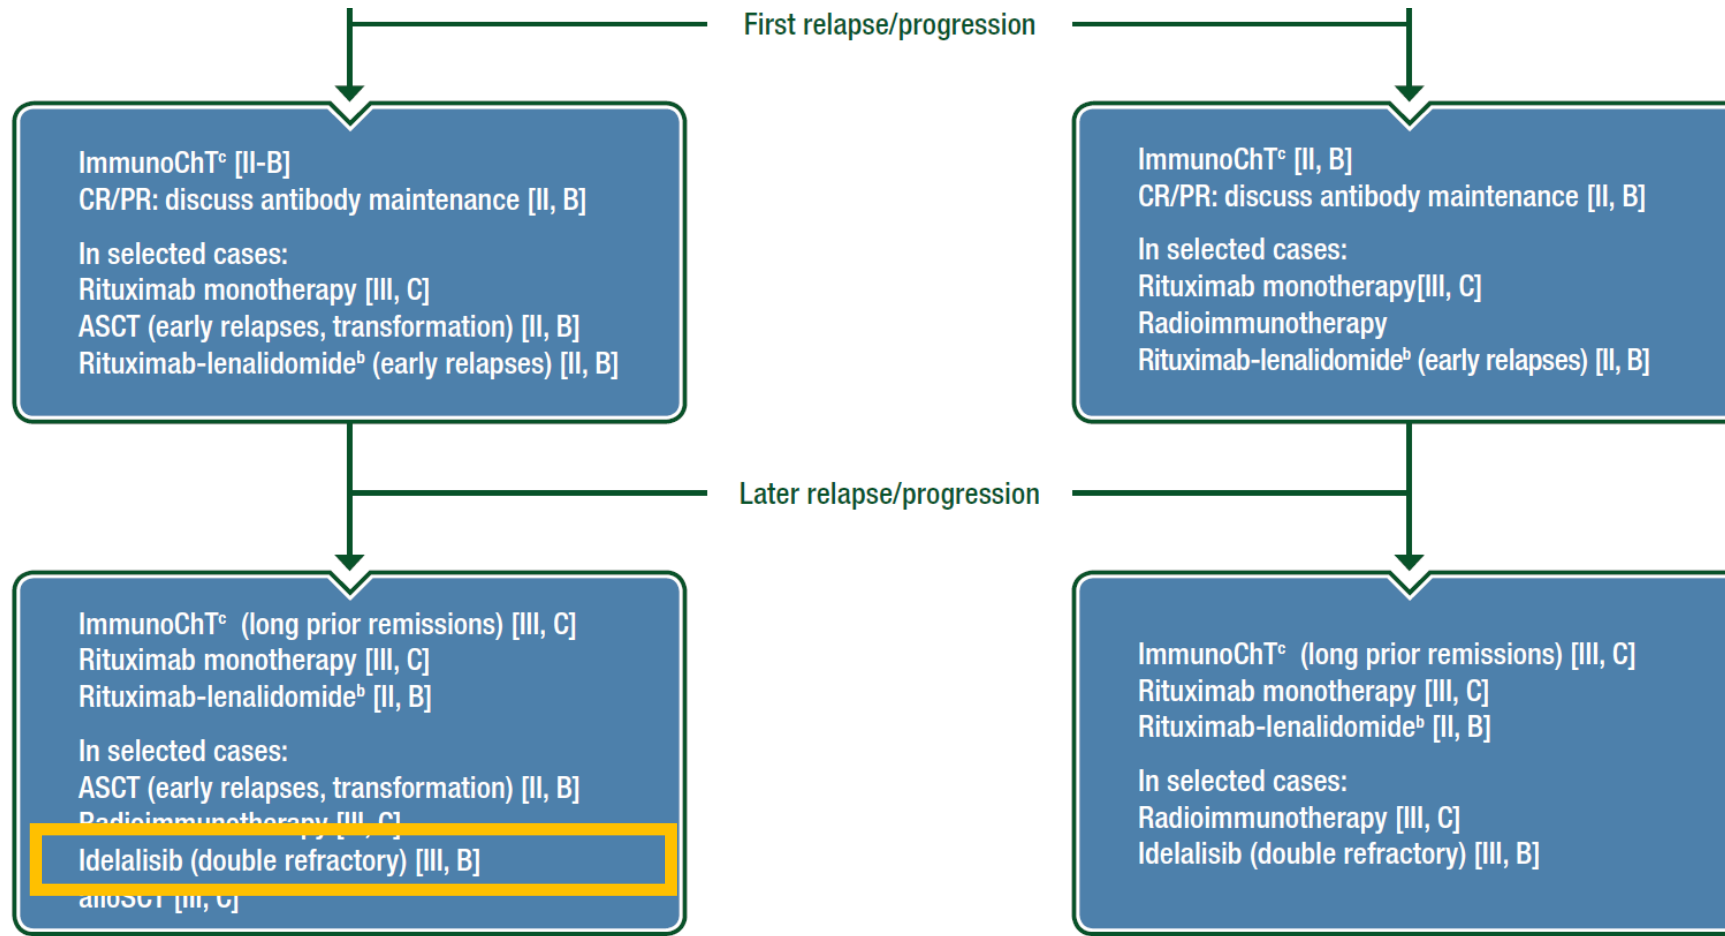 First relapse/progression
ImmunoChTᶜ [II-B]
CR/PR: discuss antibody maintenance [II, B]
In selected cases:
Rituximab monotherapy [III, C]
ASCT (early relapses, transformation) [II, B]
Rituximab-lenalidomideᵇ (early relapses) [II, B]
ImmunoChTᶜ [II, B]
CR/PR: discuss antibody maintenance [II, B]
In selected cases:
Rituximab monotherapy[III, C]
Radioimmunotherapy
Rituximab-lenalidomideᵇ (early relapses) [II, B]
Later relapse/progression
ImmunoChTᶜ (long prior remissions) [III, C]
Rituximab monotherapy [III, C]
Rituximab-lenalidomideᵇ [II, B]
In selected cases:
ASCT (early relapses, transformation) [II, B]
Radioimmunotherapy [III, C]
Idelalisib (double refractory) [III, B]
alloSCT [III, C]
ImmunoChTᶜ (long prior remissions) [III, C]
Rituximab monotherapy [III, C]
Rituximab-lenalidomideᵇ [II, B]
In selected cases:
Radioimmunotherapy [III, C]
Idelalisib (double refractory) [III, B]